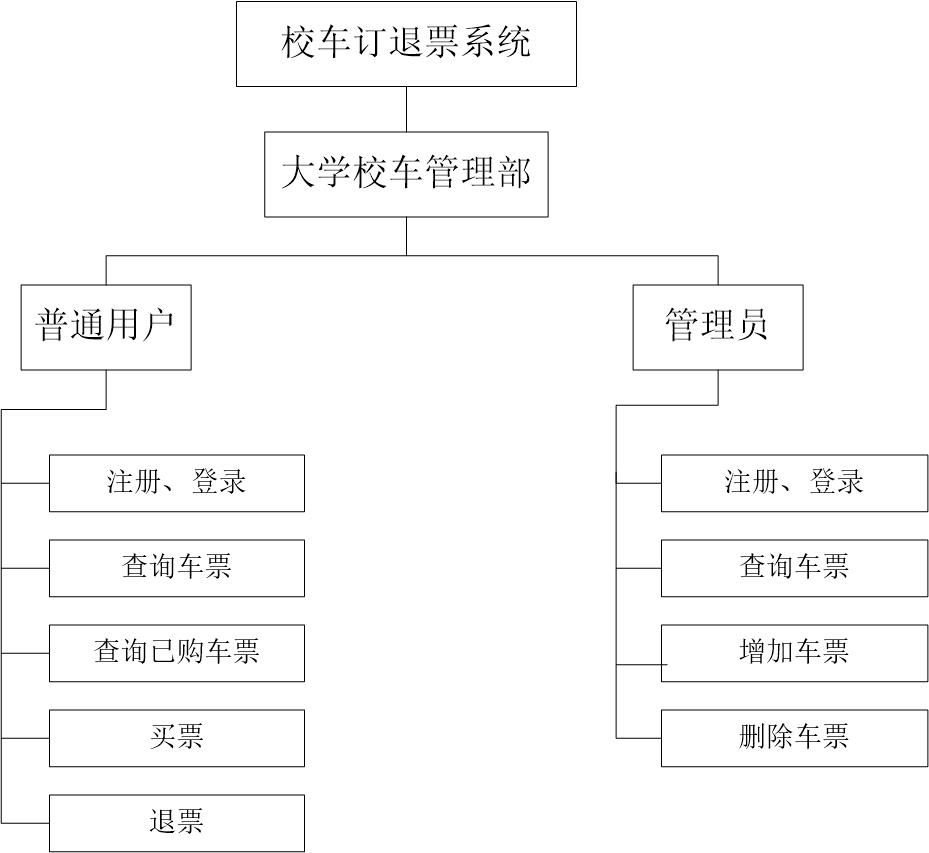 校车订退票系统
大学校车管理部
普通用户
管理员
注册、登录
查询车票
查询已购车票
买票
退票
注册、登录
查询车票
增加车票
删除车票